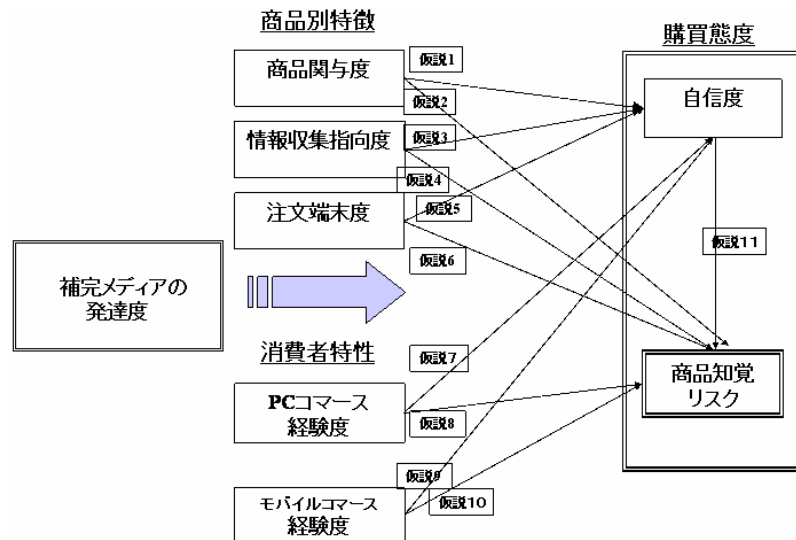 商品別特徴
購買態度
商品関与度
仮説1
仮説2
自信度
情報収集指向度
仮説3
仮説4
注文端末度
仮説5
仮説6
仮説11
補完メディアの
発達度
消費者特性
仮説7
商品知覚
リスク
PCコマース
経験度
仮説8
仮説9
モバイルコマース
経験度
仮説10